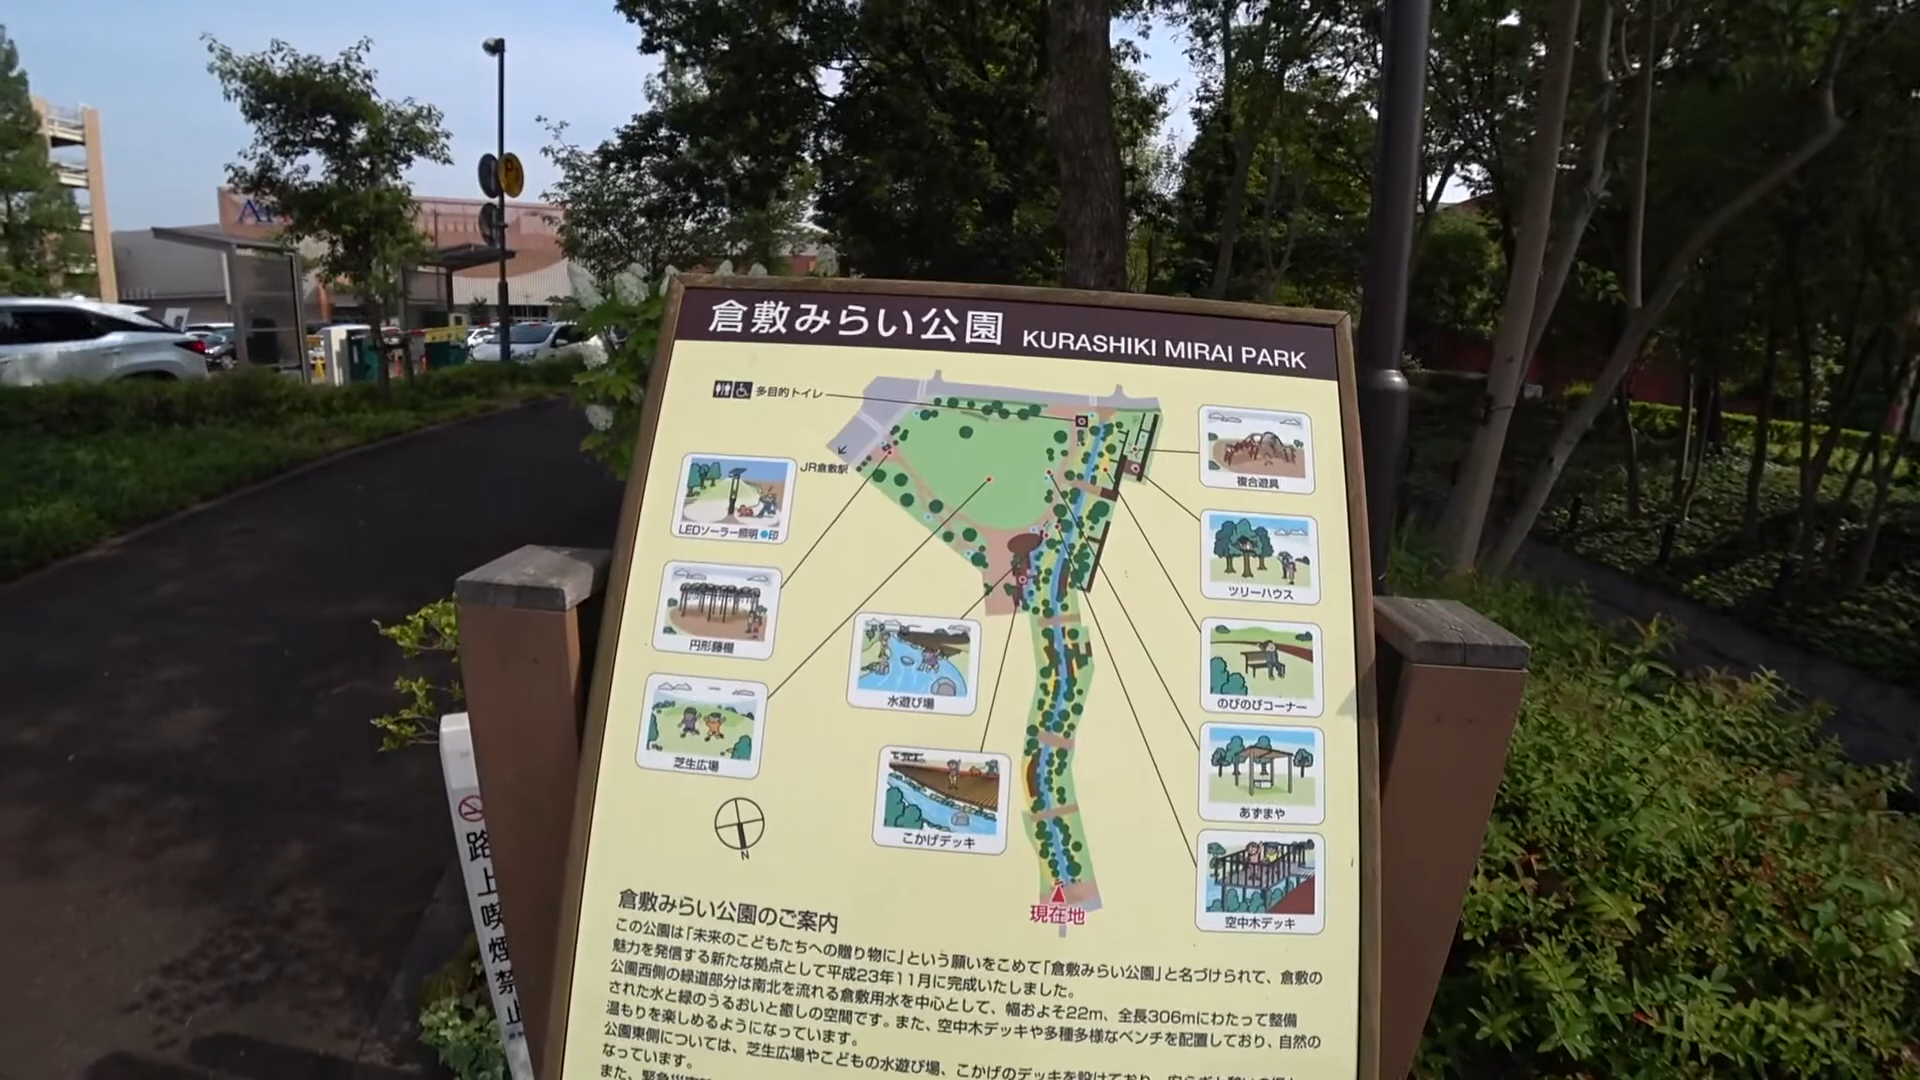 倉敷みらい公園 KURASHIKI MIRAI PARK
多目的トイレ
JR倉敷駅
LEDソーラー照明●印
円形藤棚
芝生広場
水遊び場
こかげデッキ
複合遊具
ツリーハウス
のびのびコーナー
あずまや
空中木デッキ
N
現在地
倉敷みらい公園のご案内
この公園は「未来のこどもたちへの贈り物に」という願いをこめて「倉敷みらい公園」と名づけられて、倉敷の
魅力を発信する新たな拠点として平成23年11月に完成いたしました。
公園西側の緑道部分は南北を流れる倉敷用水を中心として、幅およそ22m、全長306mにわたって整備
された水と緑のうるおいと癒しの空間です。また、空中木デッキや多種多様なベンチを配置しており、自然の
温もりを楽しめるようになっています。
公園東側については、芝生広場やこどもの水遊び場、こかげのデッキを設けており、
なっています。
また、緊急
路上喫煙禁止
P